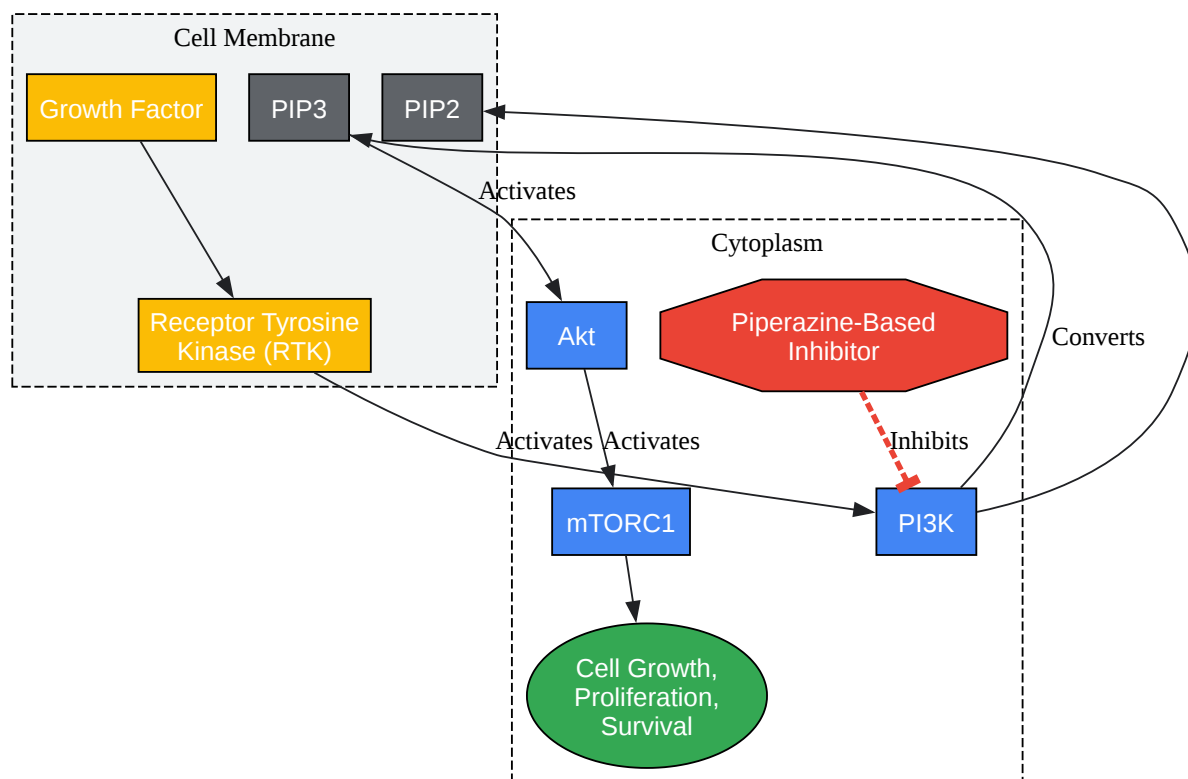 Cell Membrane
Growth Factor
PIP3
PIP2
Activates
Cytoplasm
Receptor Tyrosine
Kinase (RTK)
Akt
Piperazine-Based
Inhibitor
Converts
Activates
Activates
Inhibits
mTORC1
PI3K
Cell Growth,
Proliferation,
Survival